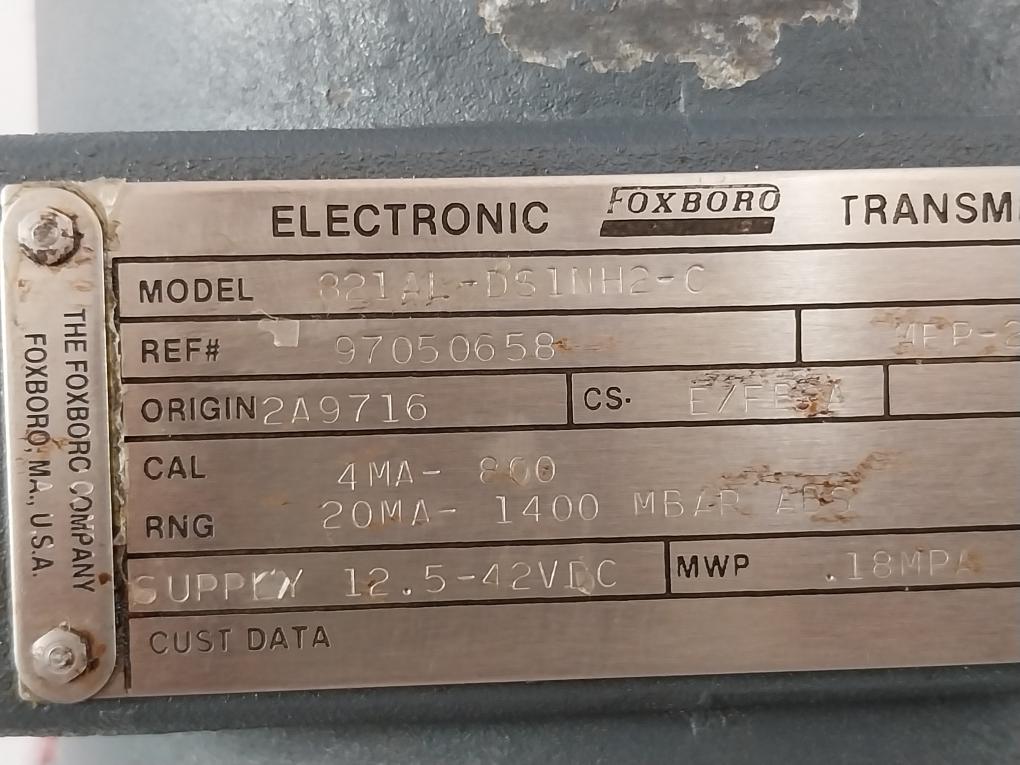 ELECTRONIC FOXBORO TRANSM
MODEL 821AL-DS1NH2-C
REF# 97050658
ORIGIN 2A9716 CS.
CAL 4MA- 800
RNG 20MA- 1400 MBAR ABS
SUPPLY 12.5-42VDC MWP .18MPA
CUST DATA
THE FOXBORO COMPANY
FOXBORO, MA., U.S.A.